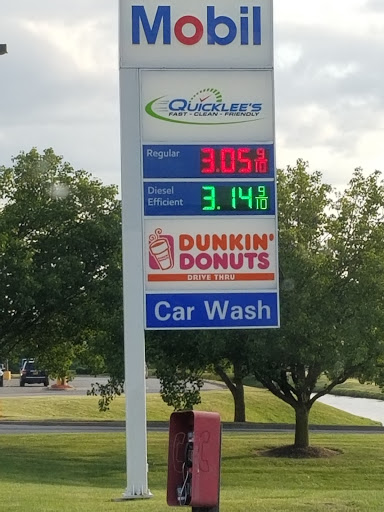 Mobil
QUICKLEE'S
FAST - CLEAN - FRIENDLY
Regular 3.05 9/10
Diesel
Efficient 3.14 9/10
DUNKIN'
DONUTS
DRIVE THRU
Car Wash